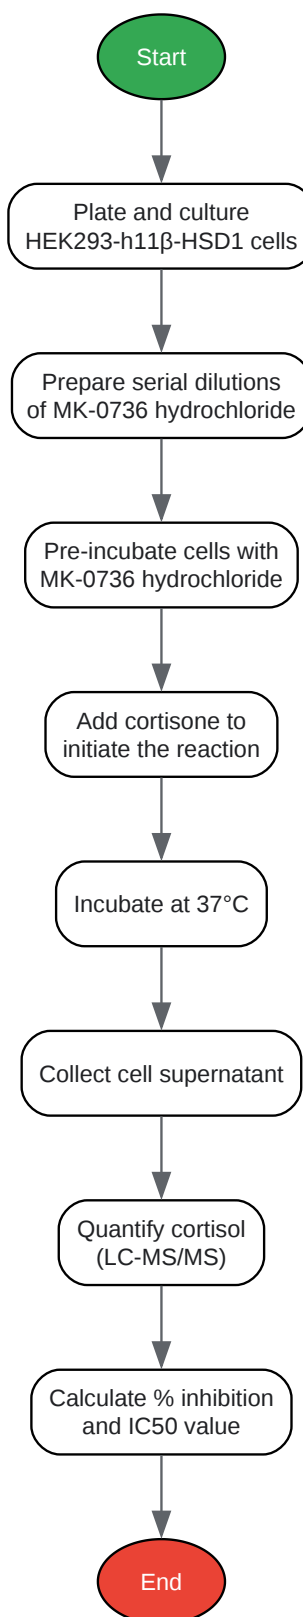 Start
Plate and culture
HEK293-h11β-HSD1 cells
Prepare serial dilutions
of MK-0736 hydrochloride
Pre-incubate cells with
MK-0736 hydrochloride
Add cortisone to
initiate the reaction
Incubate at 37°C
Collect cell supernatant
Quantify cortisol
(LC-MS/MS)
Calculate % inhibition
and IC50 value
End